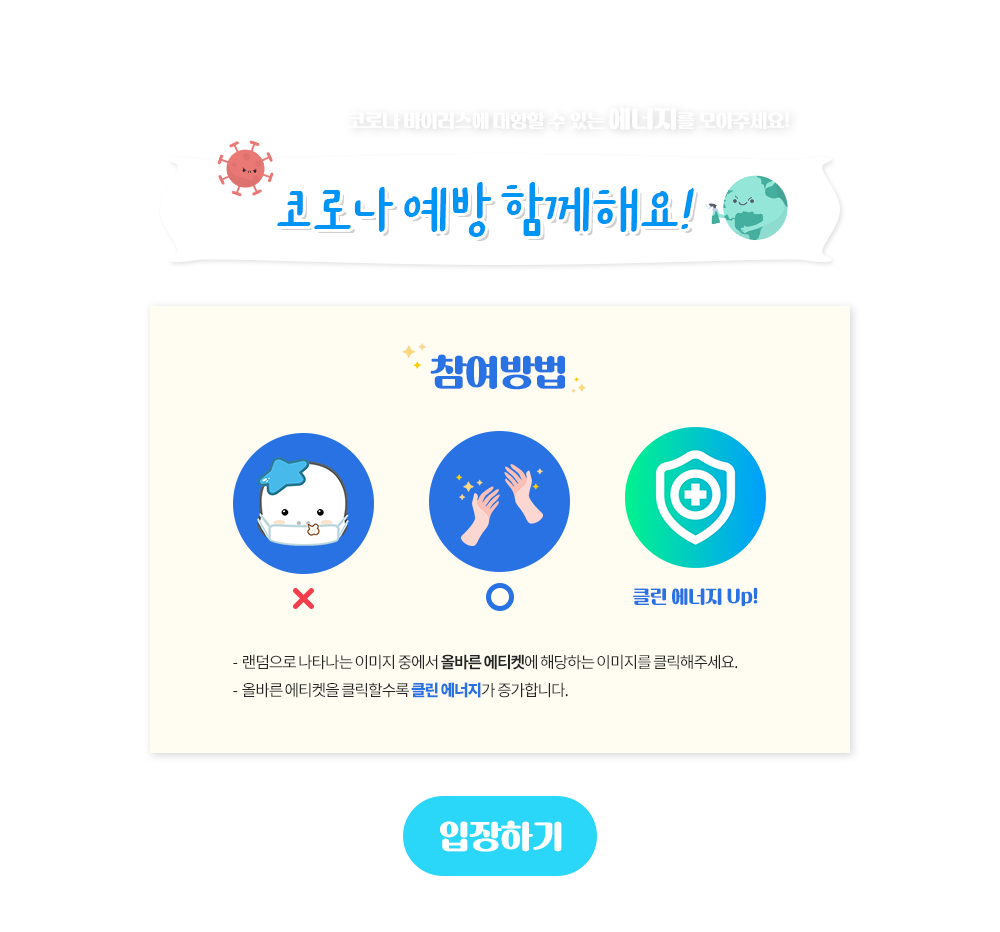 코로나 바이러스에 대항할 수 있는 에너지를 모아주세요!
코로나 예방 함께해요!
참여방법
클린 에너지 Up!
- 랜덤으로 나타나는 이미지 중에서 올바른 에티켓에 해당하는 이미지를 클릭해주세요.
- 올바른 에티켓을 클릭할수록 클린 에너지가 증가합니다.
입장하기